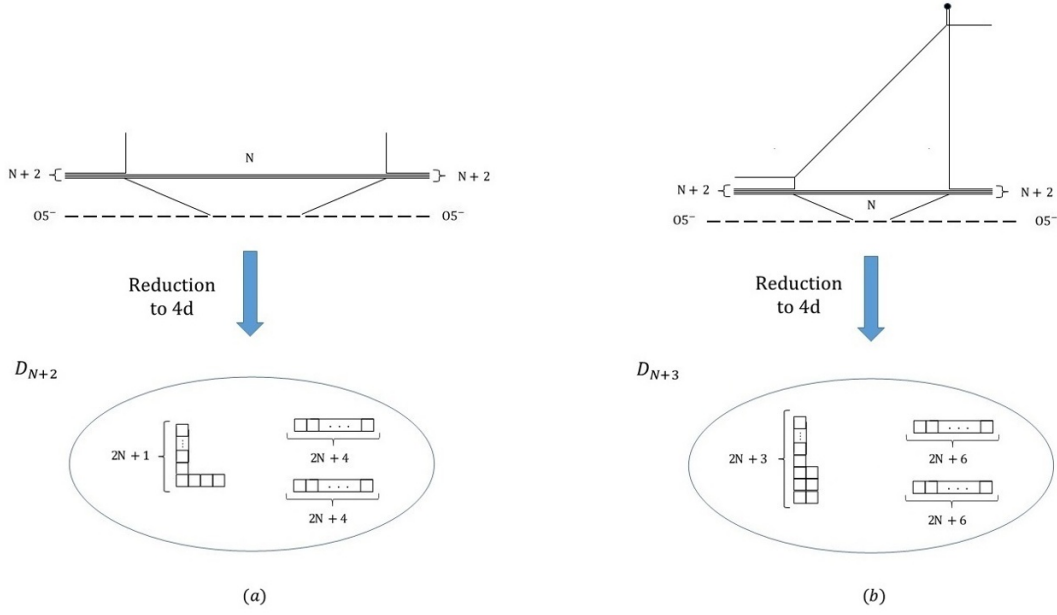 N
N + 2
N + 2
O5⁻
O5⁻
Reduction
to 4d
D_{N+2}
2N + 1
. . .
2N + 4
. . .
2N + 4
(a)
N + 2
N + 2
N
O5⁻
O5⁻
Reduction
to 4d
D_{N+3}
2N + 3
. . .
2N + 6
. . .
2N + 6
(b)